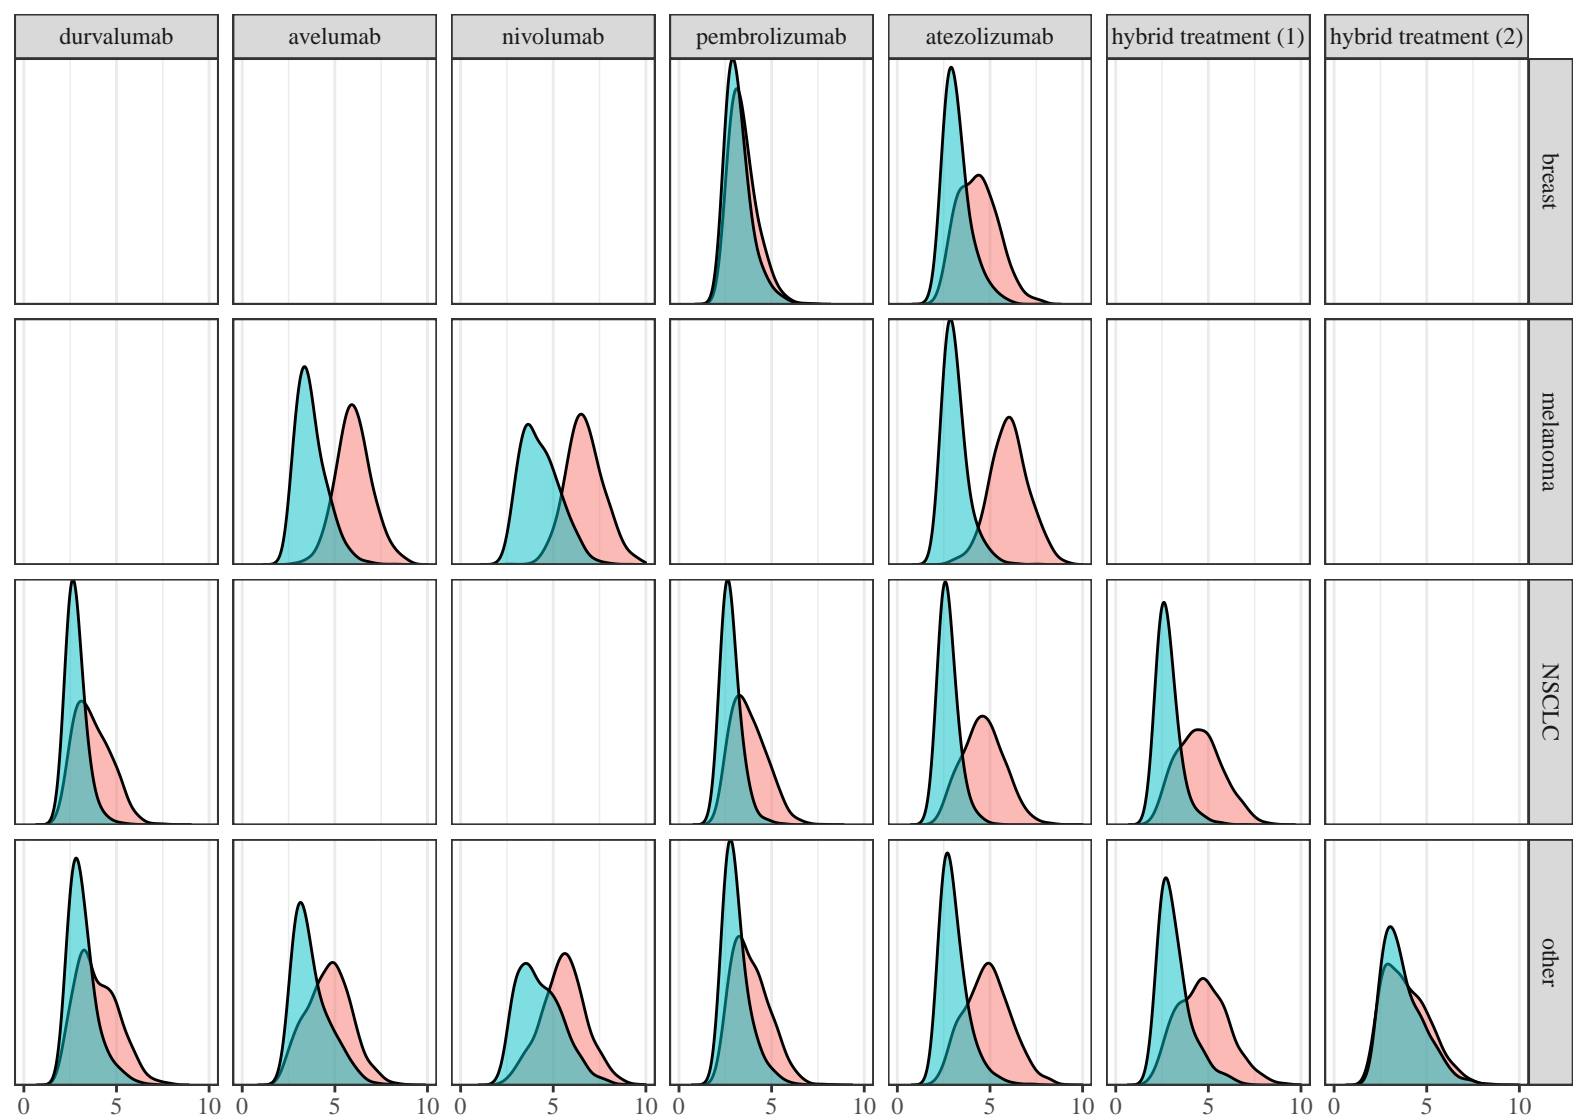 durvalumab avelumab nivolumab pembrolizumab atezolizumab hybrid treatment (1) hybrid treatment (2)
breast
melanoma
NSCLC
other
0 5 10 0 5 10 0 5 10 0 5 10 0 5 10 0 5 10 0 5 10